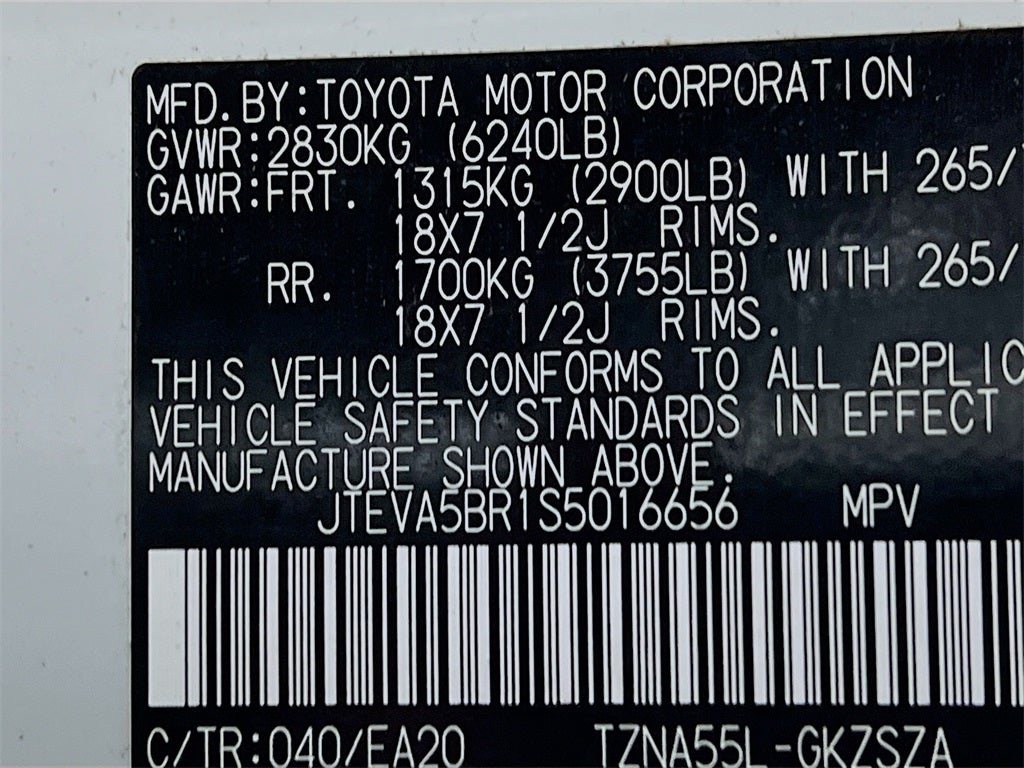 MFD.BY:TOYOTA MOTOR CORPORATION
GVWR:2830KG (6240LB)
GAWR:FRT. 1315KG (2900LB) WITH 265/
18X7 1/2J RIMS.
RR. 1700KG (3755LB) WITH 265/
18X7 1/2J RIMS.
THIS VEHICLE CONFORMS TO ALL APPLIC
VEHICLE SAFETY STANDARDS IN EFFECT
MANUFACTURE SHOWN ABOVE.
JTEVA5BR1S5016656 MPV
C/TR:040/EA20 TZNA55L-GKZSZA